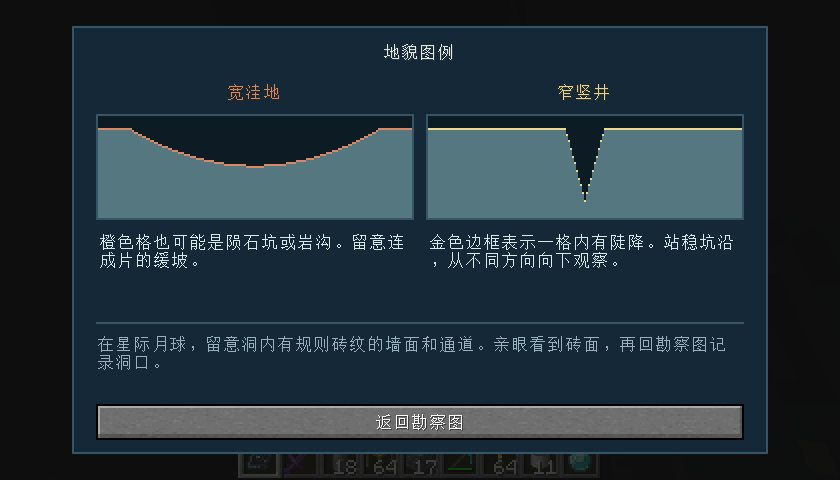 地貌图例
宽洼地
窄竖井
橙色格也可能是陨石坑或岩沟。留意连
成片的缓坡。
金色边框表示一格内有陡降。站稳坑沿
，从不同方向向下观察。
在星际月球，留意洞内有规则砖纹的墙面和通道。亲眼看到砖面，再回勘察图记
录洞口。
返回勘察图
18 64 17 64 11